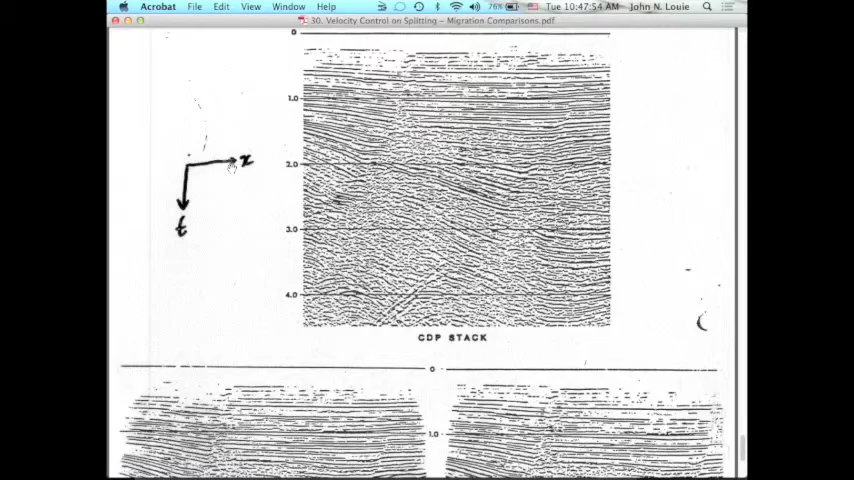 Acrobat File Edit View Window Help 76% Tue 10:47:54 AM John N. Louie
30. Velocity Control on Splitting – Migration Comparisons.pdf
0
1.0
x
2.0
t
3.0
4.0
CDP STACK
0
1.0